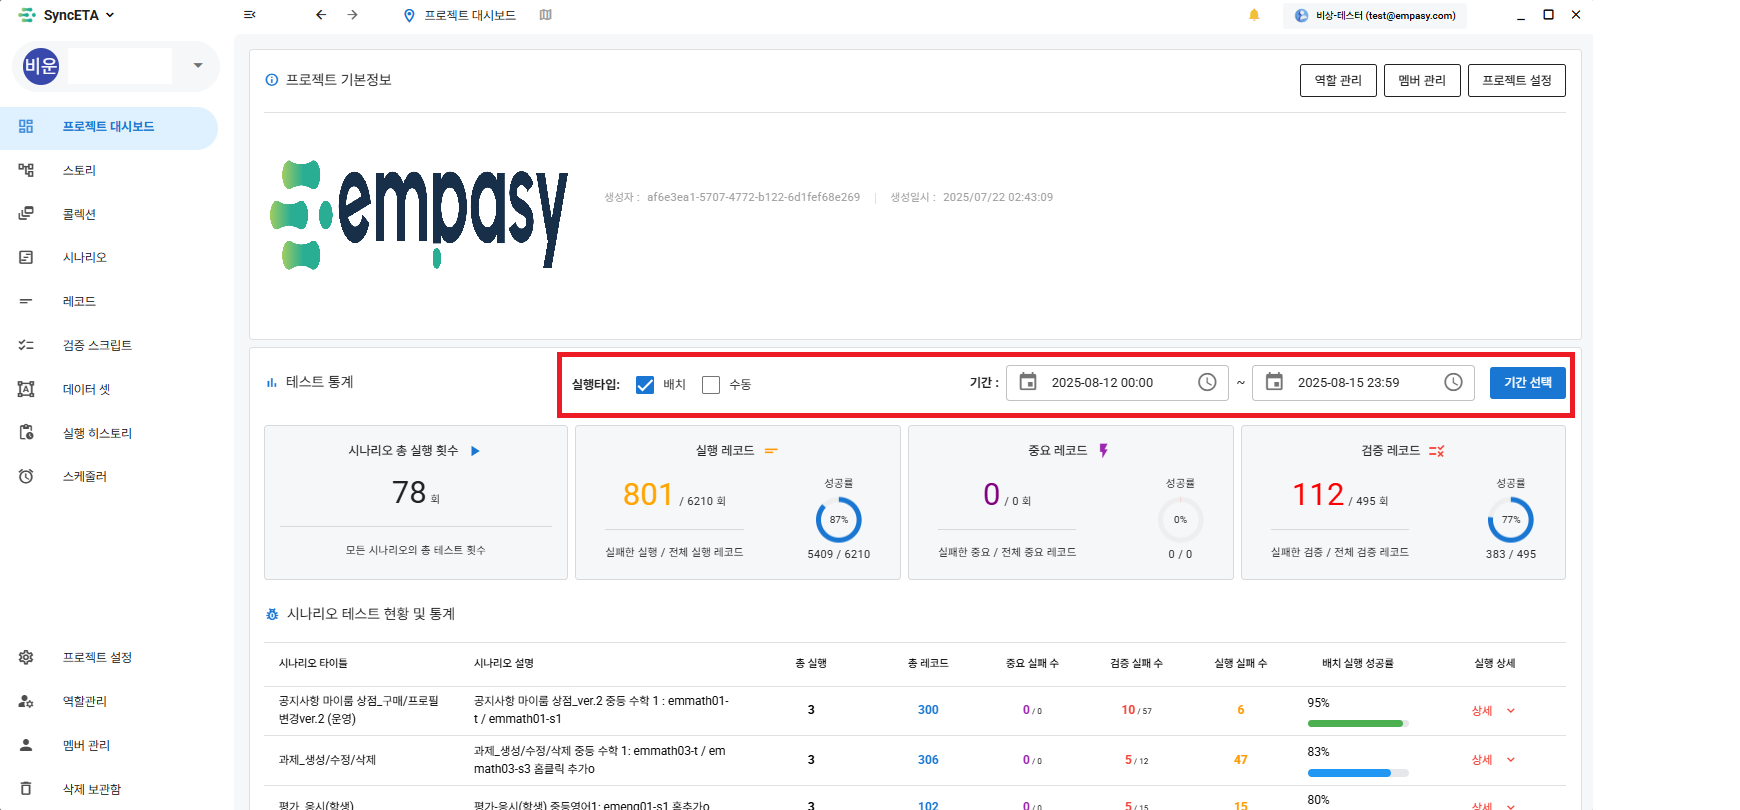 SyncETA
프로젝트 대시보드
비상-테스터 (test@empasy.com)
비운
프로젝트 대시보드
스토리
콜렉션
시나리오
레코드
검증 스크립트
데이터 셋
실행 히스토리
스케줄러
프로젝트 설정
역할관리
멤버 관리
삭제 보관함
프로젝트 기본정보
역할 관리
멤버 관리
프로젝트 설정
empasy
생성자 : af6e3ea1-5707-4772-b122-6d1fef68e269 | 생성일시 : 2025/07/22 02:43:09
테스트 통계
실행타입: 배치 수동
기간 : 2025-08-12 00:00 ~ 2025-08-15 23:59 기간 선택
시나리오 총 실행 횟수
78 회
모든 시나리오의 총 테스트 횟수
실행 레코드
801 / 6210 회
실패한 실행 / 전체 실행 레코드
성공률
87%
5409 / 6210
중요 레코드
0 / 0 회
실패한 중요 / 전체 중요 레코드
성공률
0%
0 / 0
검증 레코드
112 / 495 회
실패한 검증 / 전체 검증 레코드
성공률
77%
383 / 495
시나리오 테스트 현황 및 통계
시나리오 타이틀 시나리오 설명 총 실행 총 레코드 중요 실패 수 검증 실패 수 실행 실패 수 배치 실행 성공률 실행 상세
공지사항 마이룸 상점_구매/프로필
변경ver.2 (운영)
공지사항 마이룸 상점_ver.2 중등 수학 1 : emmath01-
t / emmath01-s1
3 300 0 / 0 10 / 57 6 95% 상세
과제_생성/수정/삭제
과제_생성/수정/삭제 중등 수학 1: emmath03-t / em
math03-s3 홈클릭 추가o
3 306 0 / 0 5 / 12 47 83% 상세
평가_응시(학생) 평가-응시(학생) 중등영어1: emeng01-s1 홈추가o 3 102 0 / 0 5 / 15 15 80% 상세